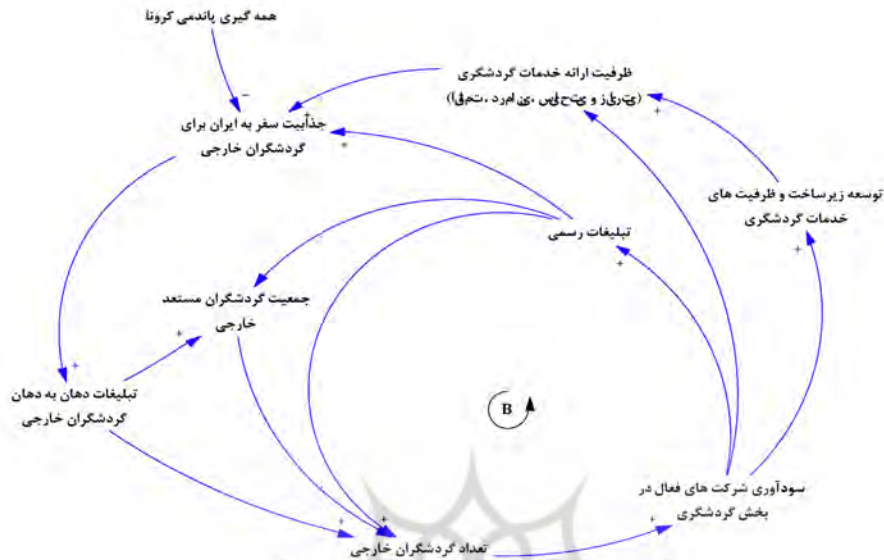 همه گیری پاندمی کرونا
ظرفیت ارائه خدمات گردشگری
جذابیت سفر به ایران برای
گردشگران خارجی
توسعه زیرساخت و ظرفیت های
خدمات گردشگری
تبلیغات رسمی
جمعیت گردشگران مستعد
خارجی
تبلیغات دهان به دهان
گردشگران خارجی
B
سودآوری شرکت های فعال در
بخش گردشگری
تعداد گردشگران خارجی